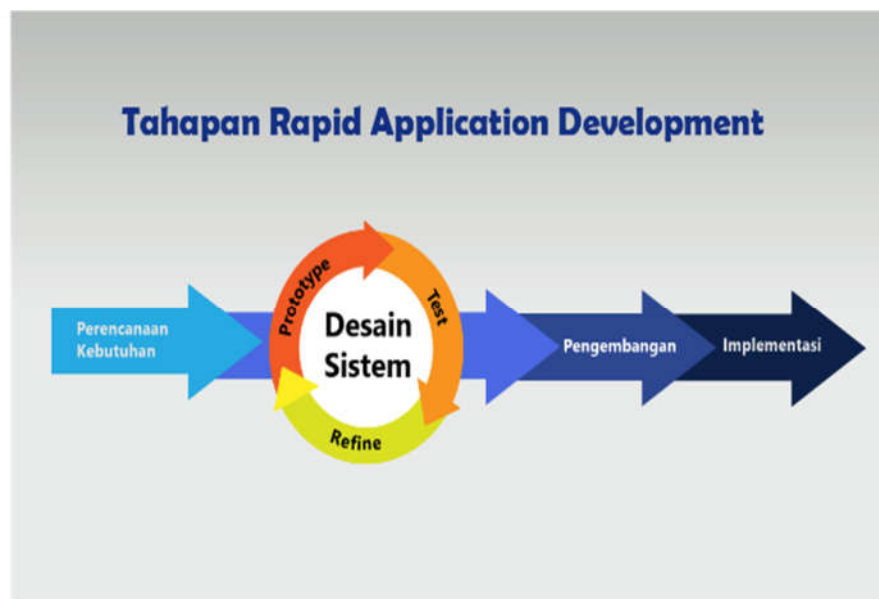 Tahapan Rapid Application Development
Perencanaan
Kebutuhan
Prototype
Test
Refine
Desain
Sistem
Pengembangan
Implementasi